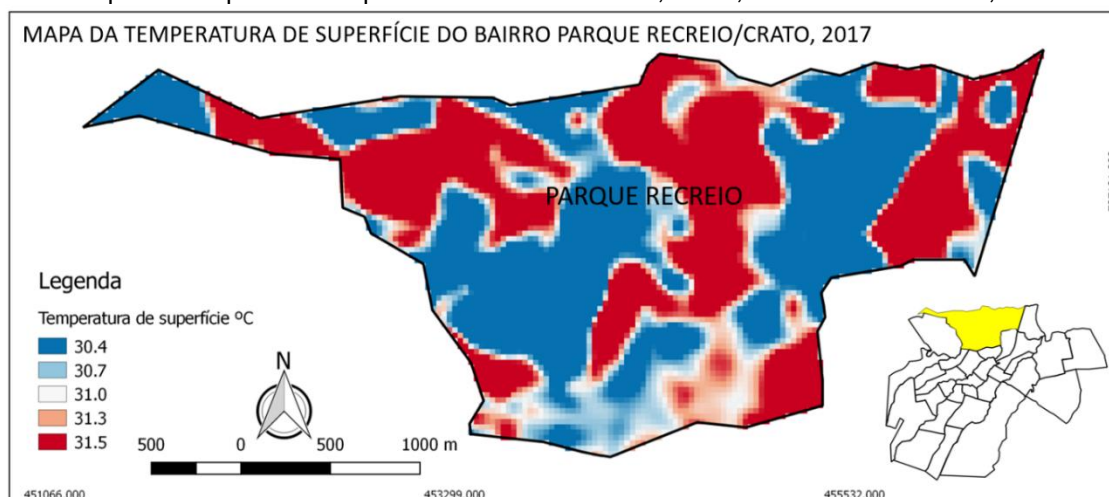 MAPA DA TEMPERATURA DE SUPERFÍCIE DO BAIRRO PARQUE RECREIO/CRATO, 2017
PARQUE RECREIO
Legenda
Temperatura de superfície ºC
30.4
30.7
31.0
31.3
31.5
N
500 0 500 1000 m
451066.000 453299.000 455532.000